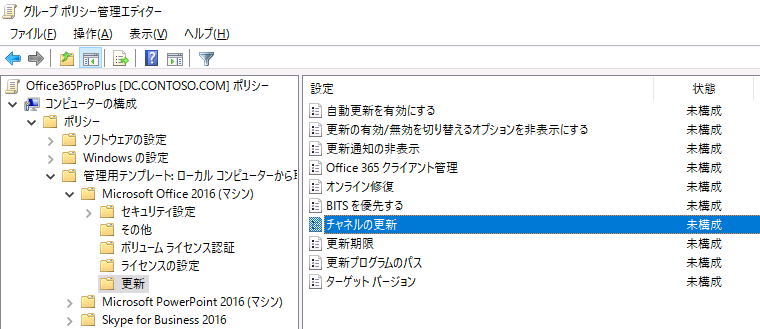 グループ ポリシー管理エディター
ファイル(F) 操作(A) 表示(V) ヘルプ(H)
Office365ProPlus [DC.CONTOSO.COM] ポリシー
コンピューターの構成
ポリシー
ソフトウェアの設定
Windows の設定
管理用テンプレート: ローカル コンピューターから
Microsoft Office 2016 (マシン)
セキュリティ設定
その他
ボリューム ライセンス認証
ライセンスの設定
更新
Microsoft PowerPoint 2016 (マシン)
Skype for Business 2016
設定 状態
自動更新を有効にする 未構成
更新の有効/無効を切り替えるオプションを非表示にする 未構成
更新通知の非表示 未構成
Office 365 クライアント管理 未構成
オンライン修復 未構成
BITS を優先する 未構成
チャネルの更新 未構成
更新期限 未構成
更新プログラムのパス 未構成
ターゲット バージョン 未構成